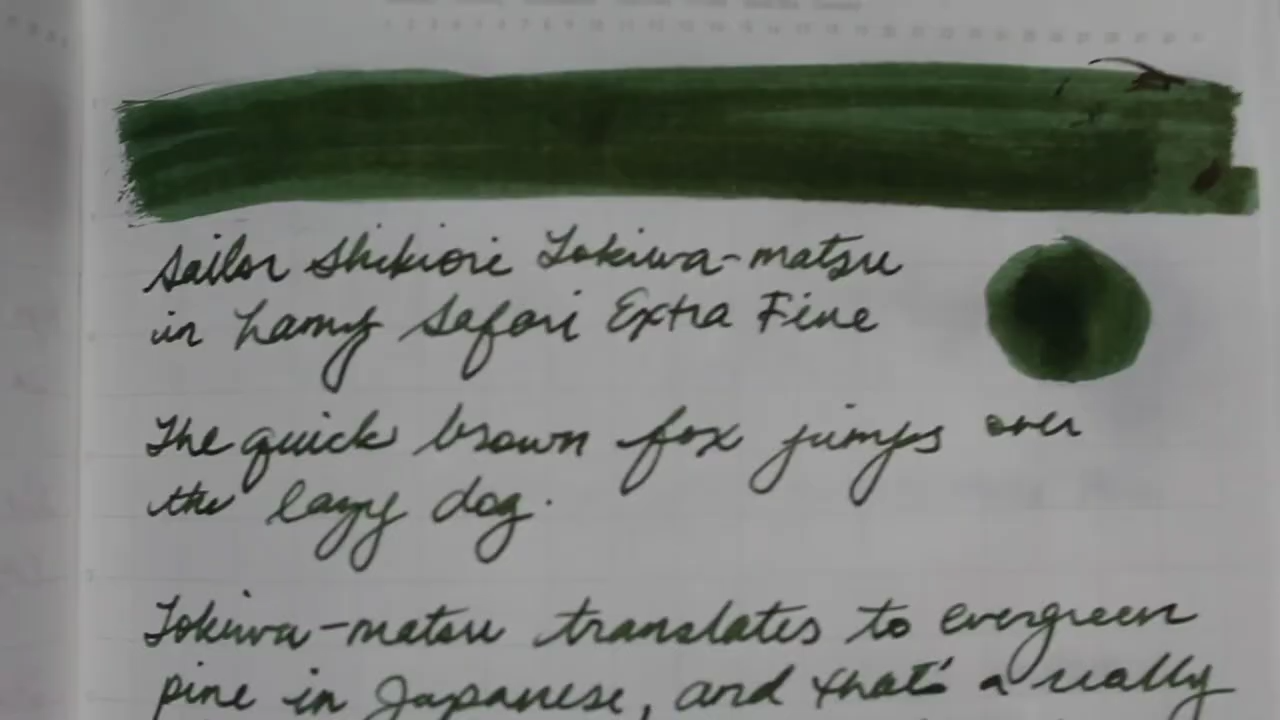 Sailor Shikiori Tokiwa-matsu
in Lamy Safari Extra Fine
The quick brown fox jumps over
the lazy dog.
Tokiwa-matsu translates to evergreen
pine in Japanese, and that's a really